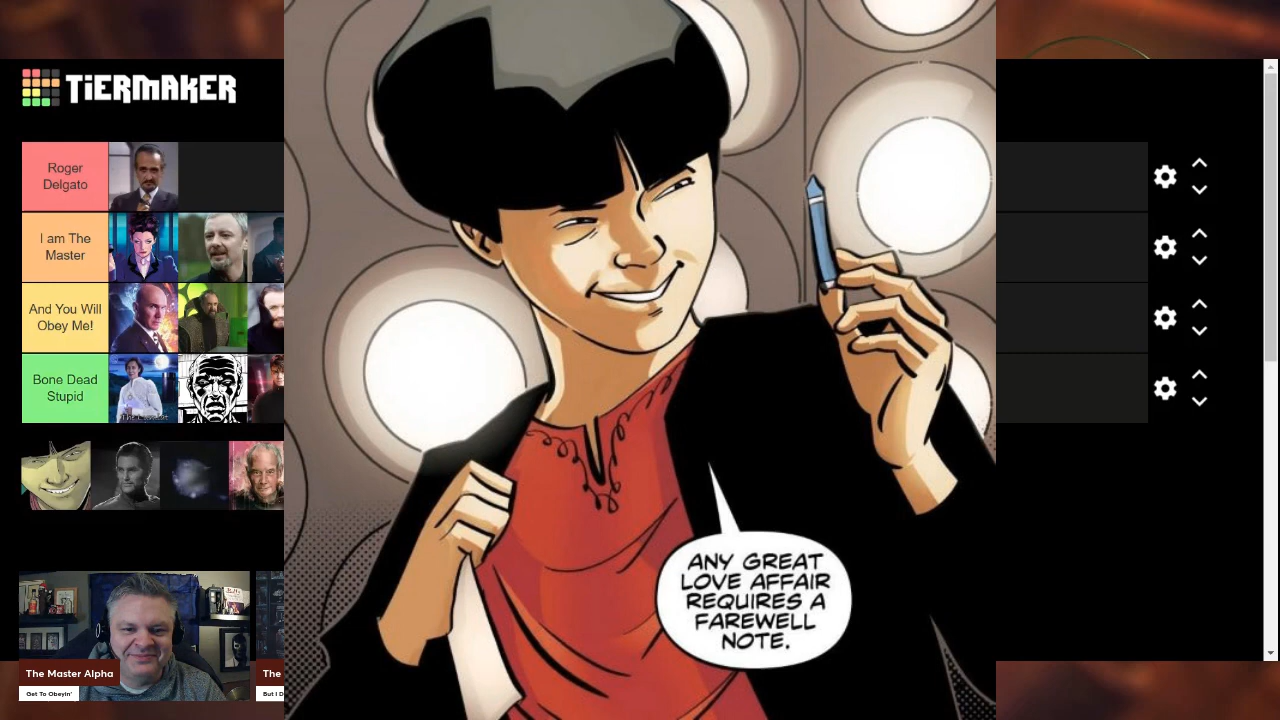 TiERMAKER
Roger
Delgato
I am The
Master
And You Will
Obey Me!
Bone Dead
Stupid
ANY GREAT
LOVE AFFAIR
REQUIRES A
FAREWELL
NOTE.
The Master Alpha
Get To Obeyin'
The
But I D